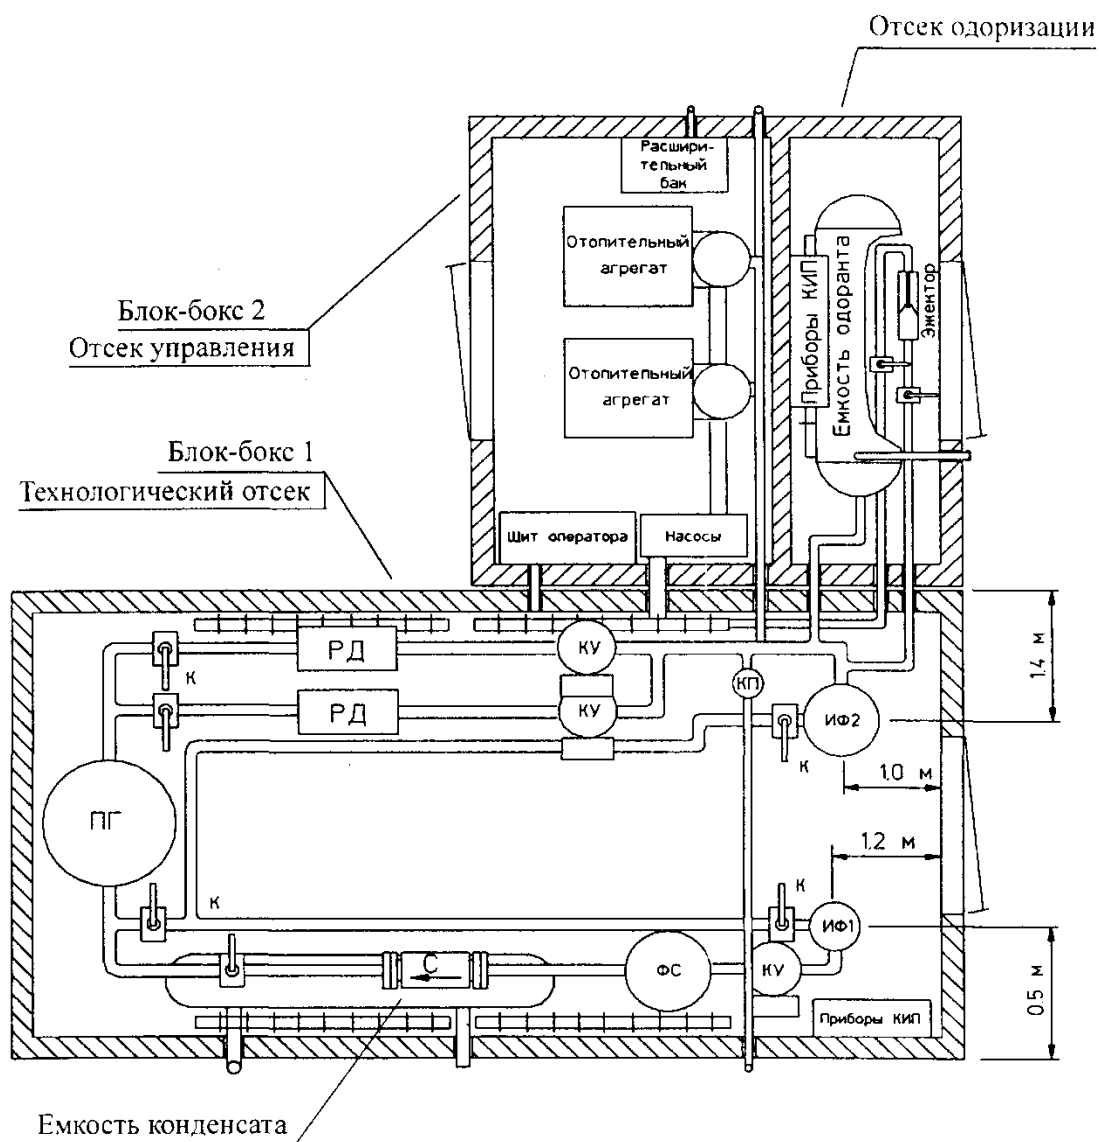 Отсек одоризации
Расшири-
тельный
бак
Отопительный
агрегат
Приборы КИП
Емкость одоранта
Эжектор
Блок-бокс 2
Отсек управления
Отопительный
агрегат
Блок-бокс 1
Технологический отсек
Щит оператора
Насосы
РД
КУ
К
КП
1.4 м
РД
КУ
ИФ2
К
1.0 м
ПГ
1.2 м
К
К
ИФ1
С
ФС
КУ
0.5 м
Приборы КИП
Емкость конденсата